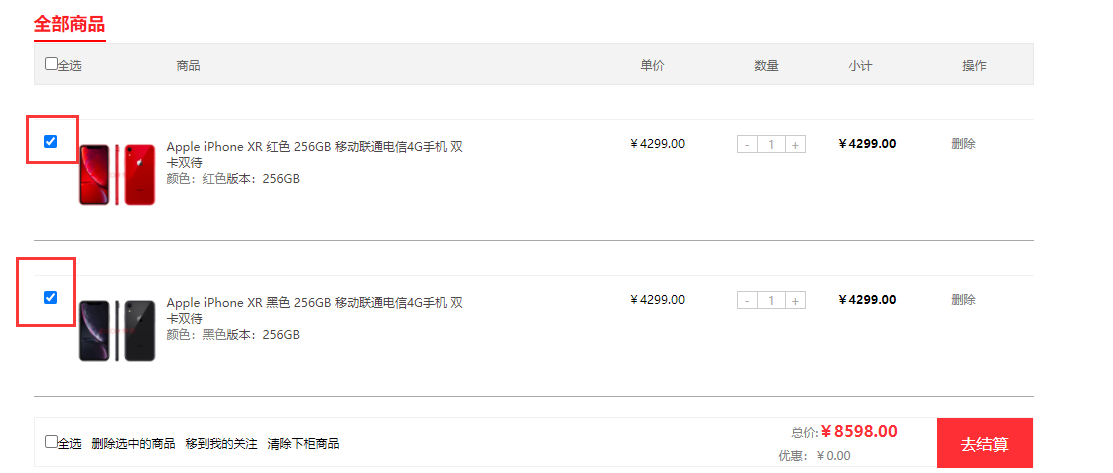 全部商品
全选 商品 单价 数量 小计 操作
Apple iPhone XR 红色 256GB 移动联通电信4G手机 双 ¥4299.00 - 1 + ¥4299.00 删除
卡双待
颜色：红色版本：256GB
Apple iPhone XR 黑色 256GB 移动联通电信4G手机 双 ¥4299.00 - 1 + ¥4299.00 删除
卡双待
颜色：黑色版本：256GB
全选 删除选中的商品 移到我的关注 清除下柜商品 总价:¥8598.00 去结算
优惠：¥0.00